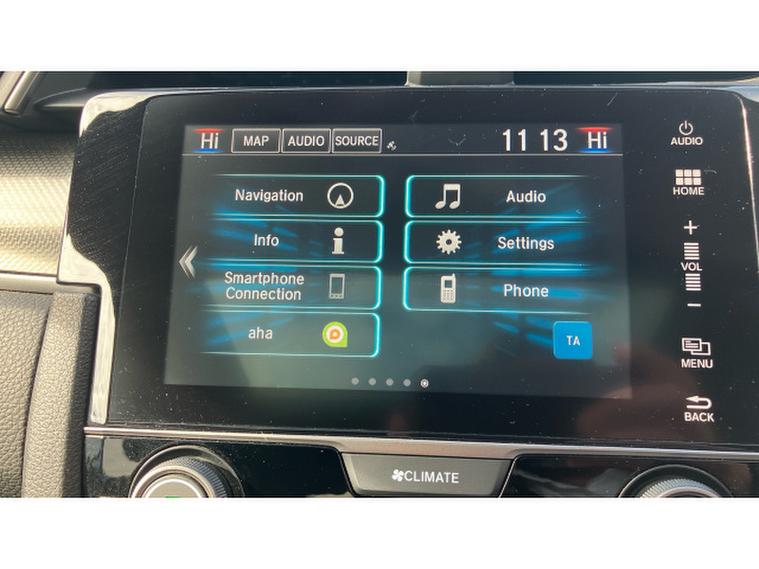 Hi MAP AUDIO SOURCE 11 13 Hi
Navigation
Audio
Info
Settings
Smartphone
Connection
Phone
aha
TA
AUDIO
HOME
+
VOL
−
MENU
BACK
CLIMATE